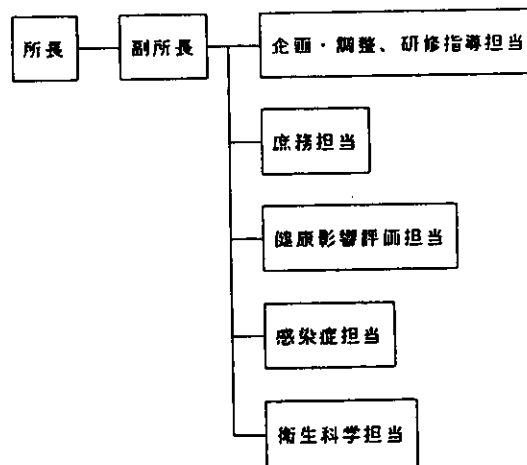 所長
副所長
企画・調整、研修指導担当
庶務担当
健康影響評価担当
感染症担当
衛生科学担当